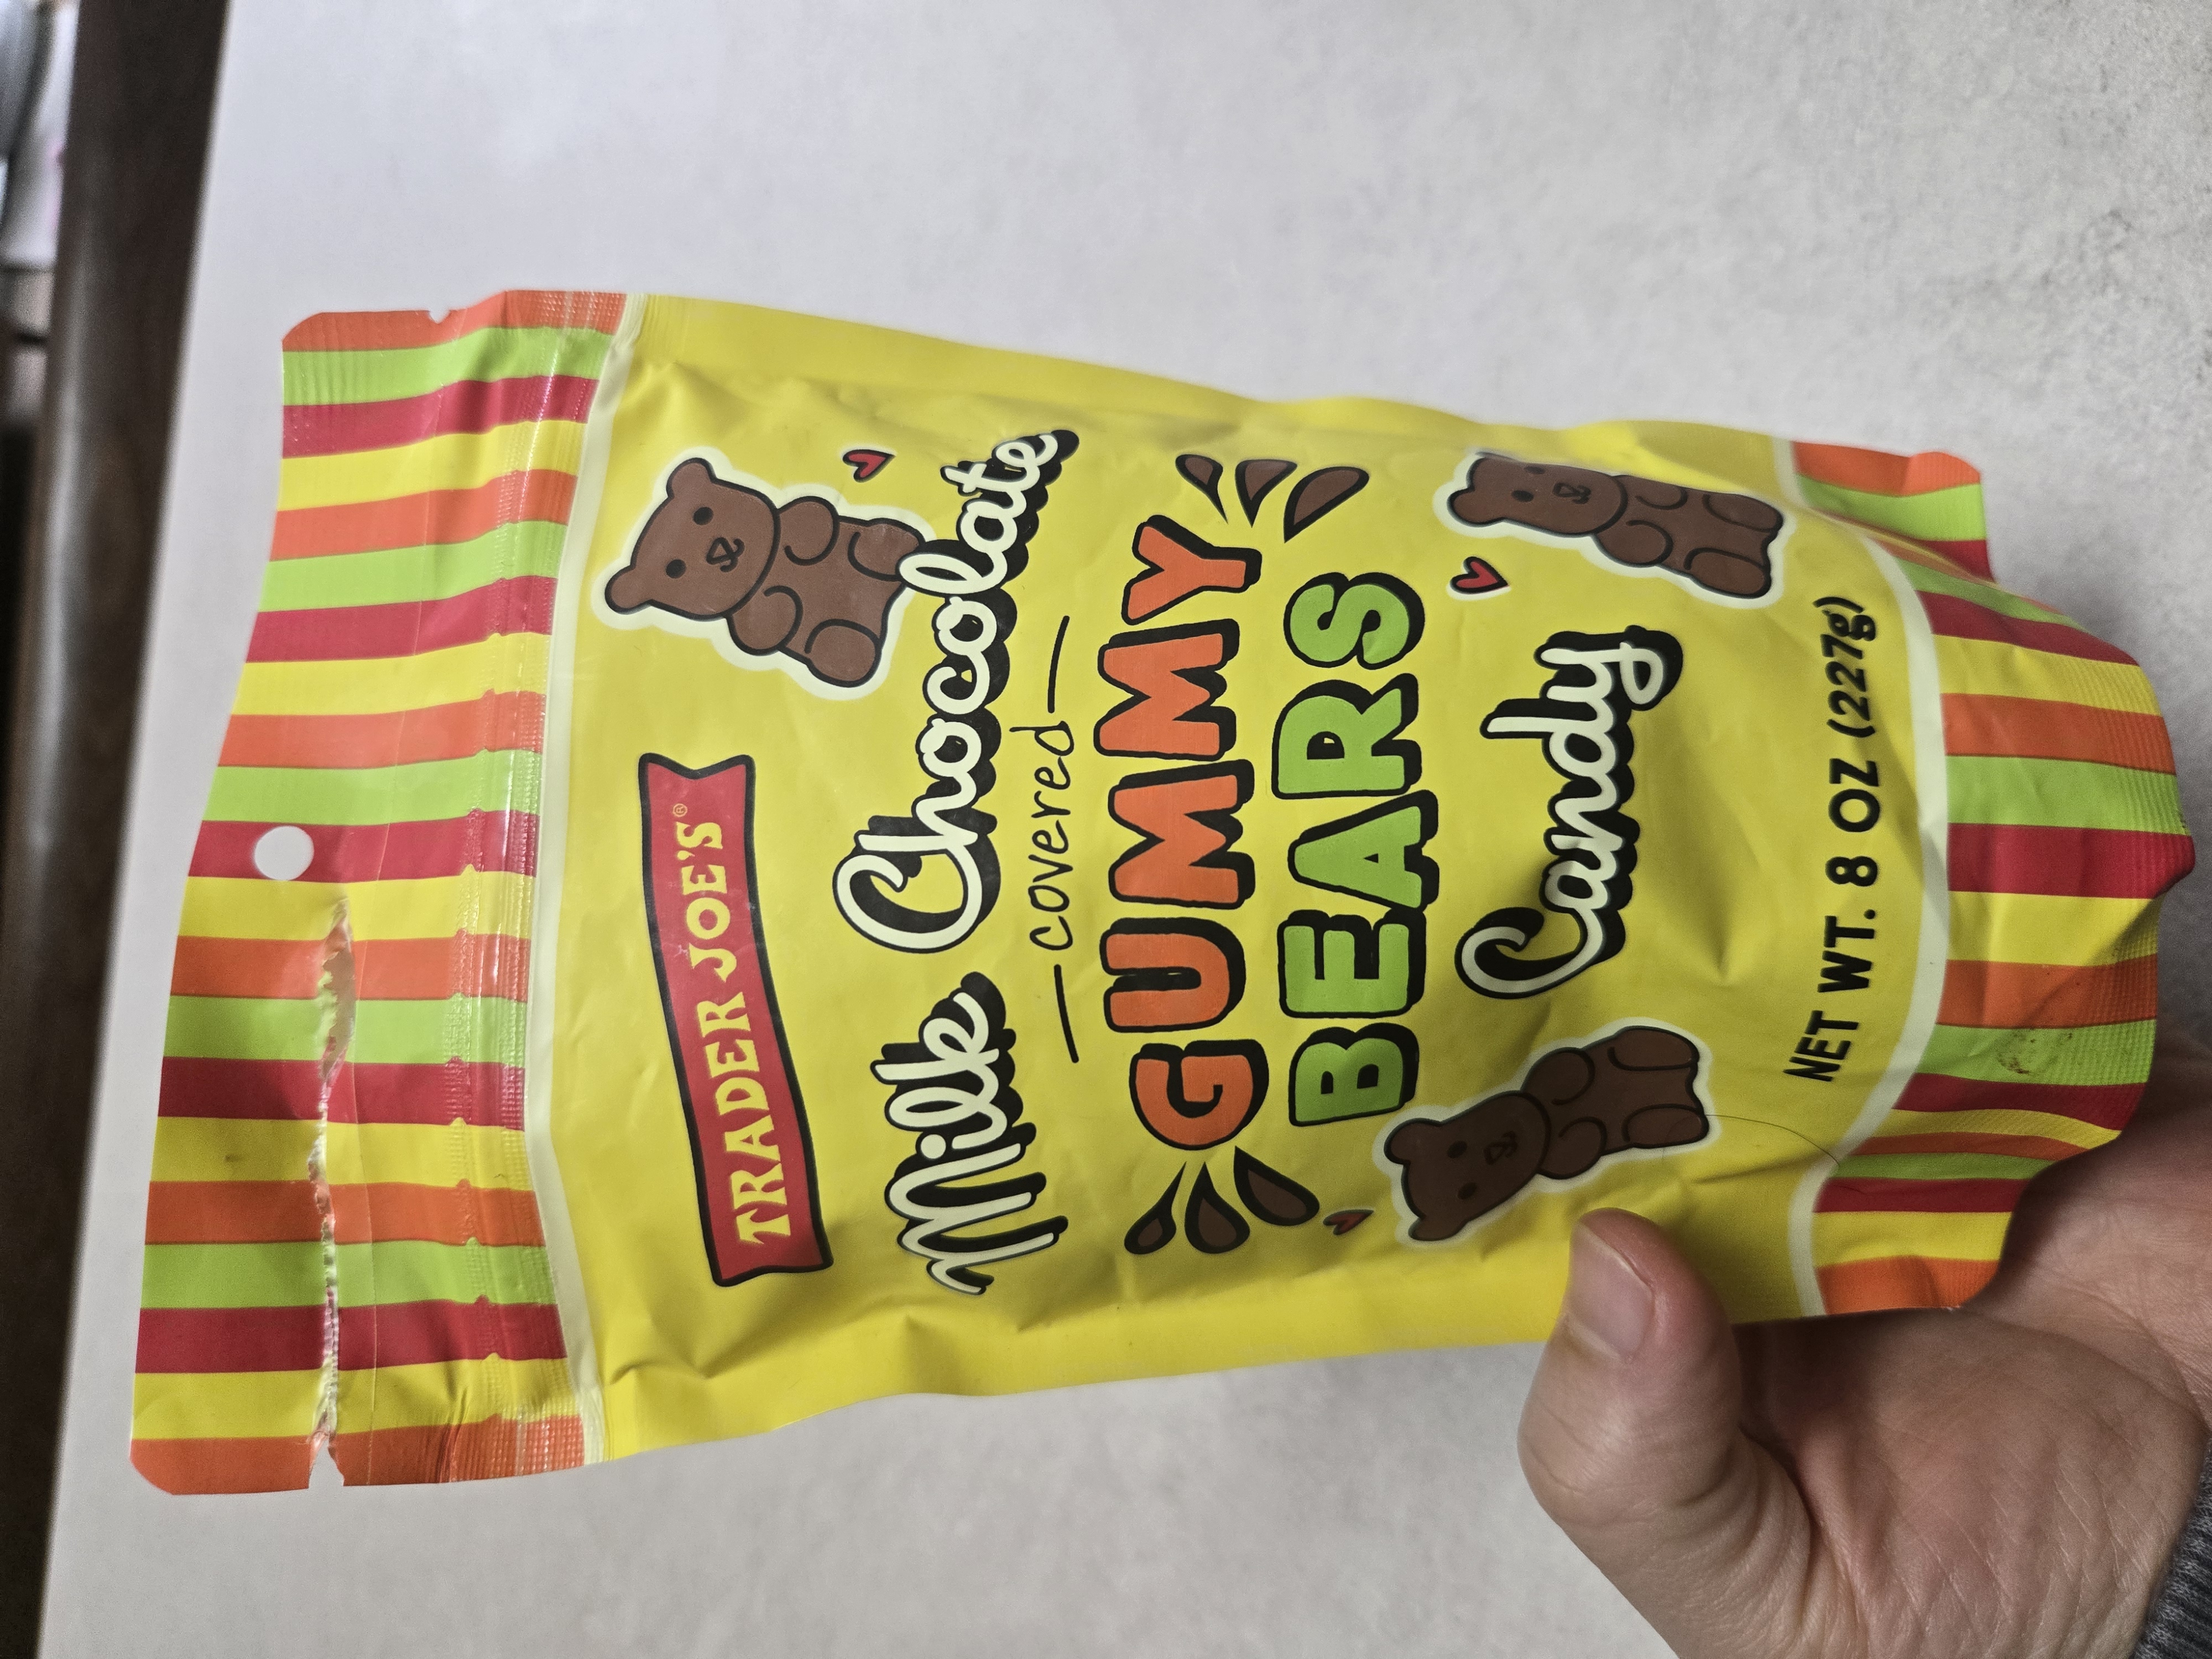 TRADER JOE'S®
Milk Chocolate
covered
GUMMY
BEARS
Candy
NET WT. 8 OZ (227g)